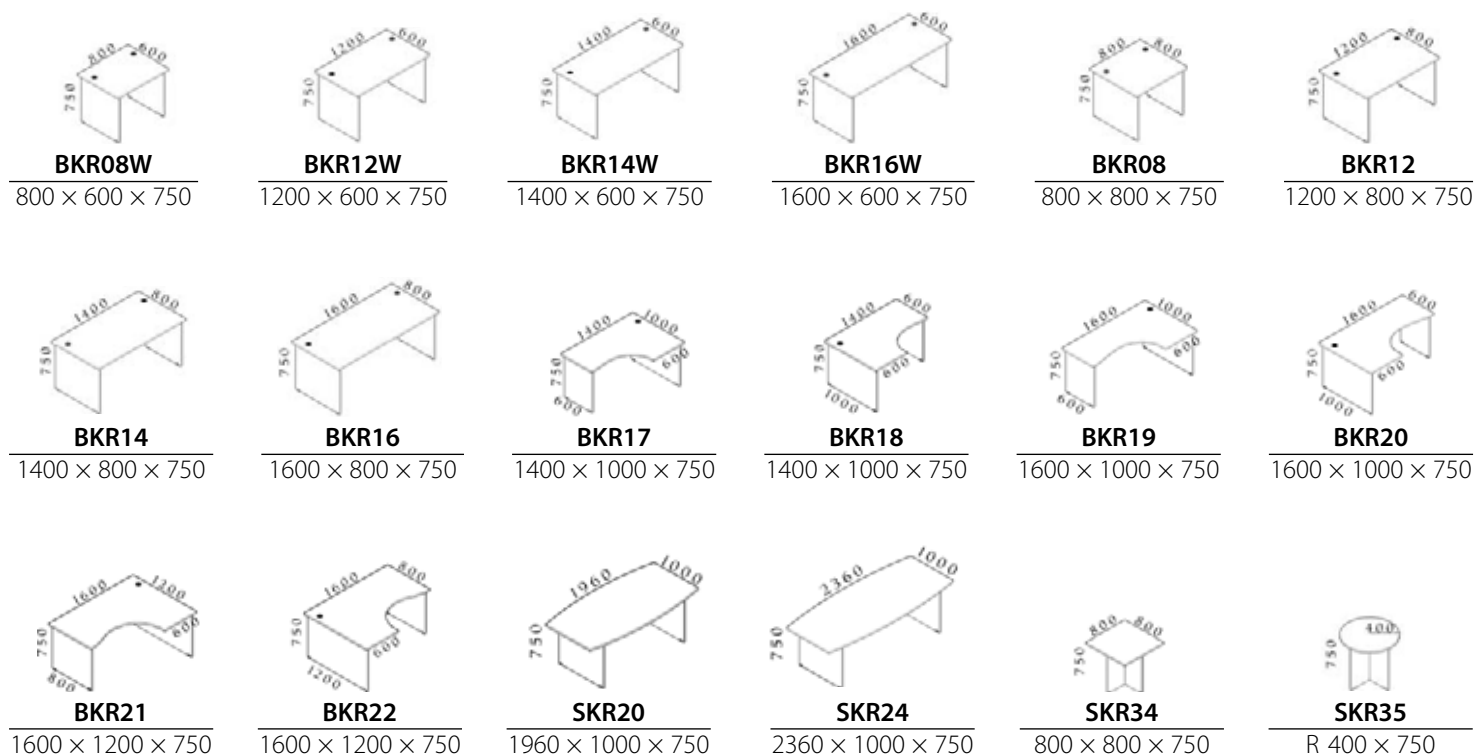 800 600 1200 600 1400 600 1600 600 800 800 1200 800
750 750 750 750 750 750
BKR08W BKR12W BKR14W BKR16W BKR08 BKR12
800 × 600 × 750 1200 × 600 × 750 1400 × 600 × 750 1600 × 600 × 750 800 × 800 × 750 1200 × 800 × 750
1400 800 1600 800 1400 1000 1400 600 1600 1000 1600 600
750 750 750 600 600 750 600 1000 750 600 600 750 600 1000
BKR14 BKR16 BKR17 BKR18 BKR19 BKR20
1400 × 800 × 750 1600 × 800 × 750 1400 × 1000 × 750 1400 × 1000 × 750 1600 × 1000 × 750 1600 × 1000 × 750
1600 1200 1600 800 1960 1000 2360 1000 800 800 400
750 600 800 750 600 1200 750 750 750 750
BKR21 BKR22 SKR20 SKR24 SKR34 SKR35
1600 × 1200 × 750 1600 × 1200 × 750 1960 × 1000 × 750 2360 × 1000 × 750 800 × 800 × 750 R 400 × 750